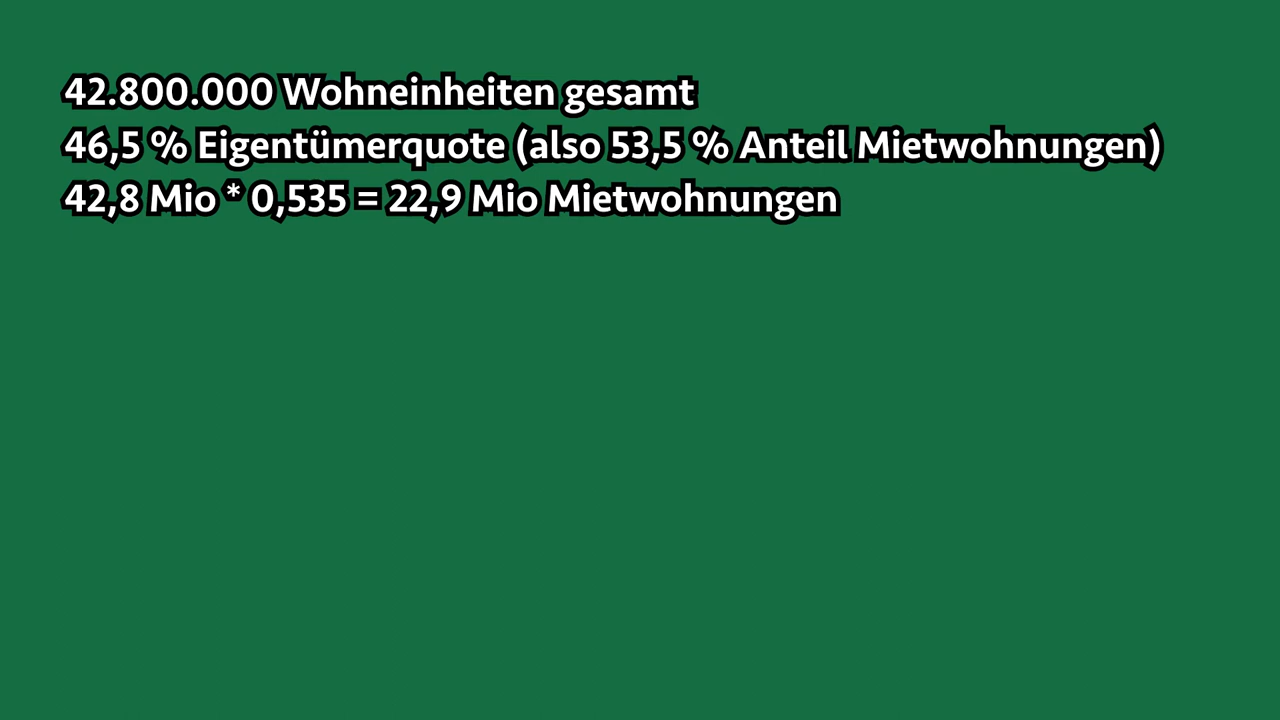 42.800.000 Wohneinheiten gesamt
46,5 % Eigentümerquote (also 53,5 % Anteil Mietwohnungen)
42,8 Mio * 0,535 = 22,9 Mio Mietwohnungen